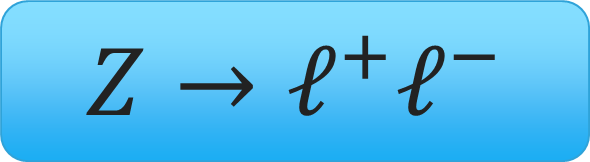 Z → ℓ⁺ℓ⁻